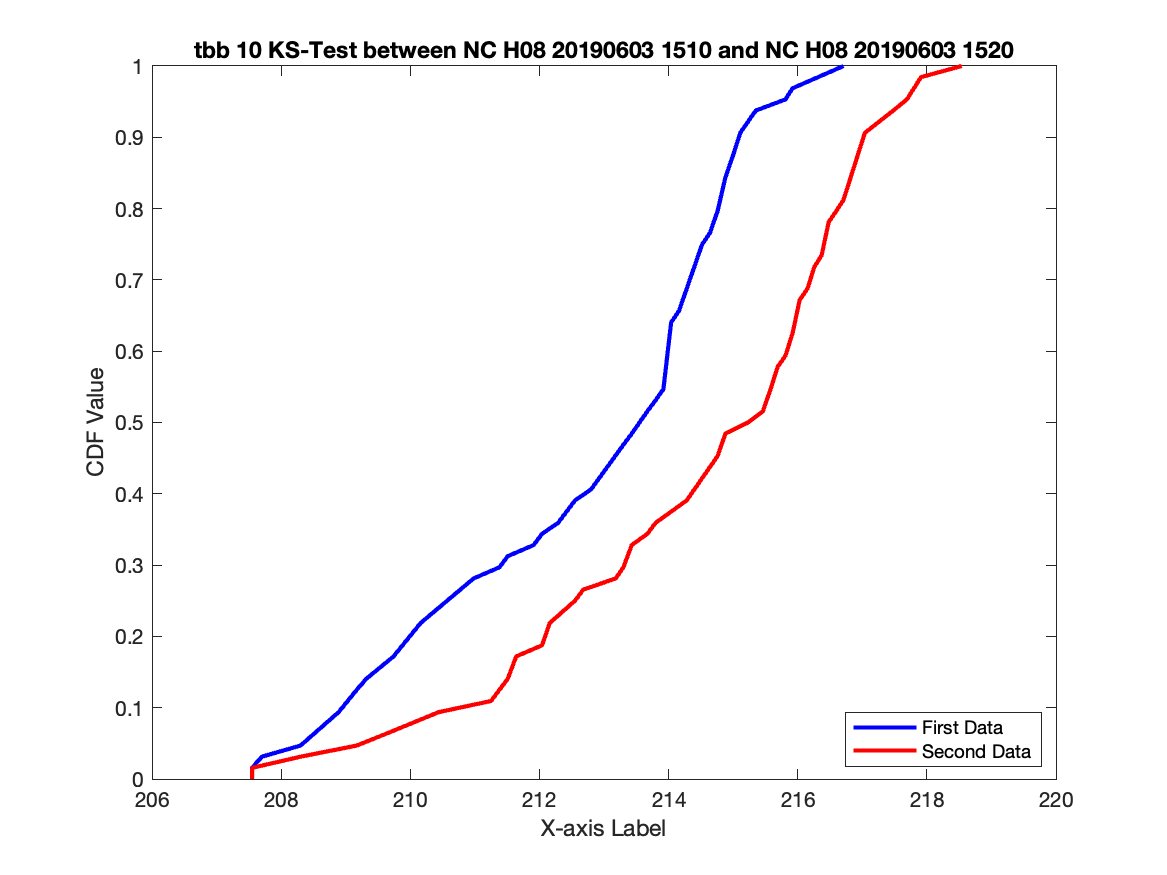 tbb 10 KS-Test between NC H08 20190603 1510 and NC H08 20190603 1520
1
0.9
0.8
0.7
0.6
0.5
0.4
0.3
0.2
0.1
0
CDF Value
First Data
Second Data
206 208 210 212 214 216 218 220
X-axis Label